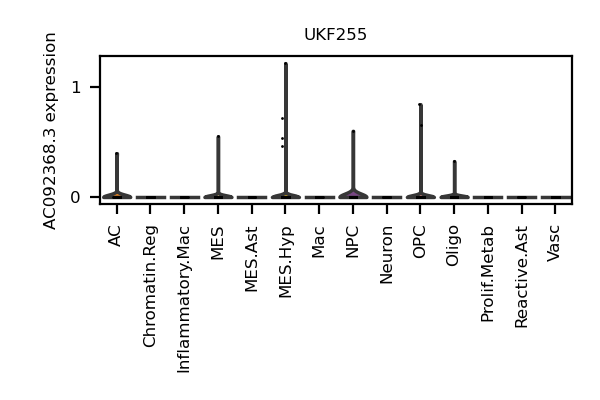 UKF255
AC092368.3 expression
1
0
AC
Chromatin.Reg
Inflammatory.Mac
MES
MES.Ast
MES.Hyp
Mac
NPC
Neuron
OPC
Oligo
Prolif.Metab
Reactive.Ast
Vasc